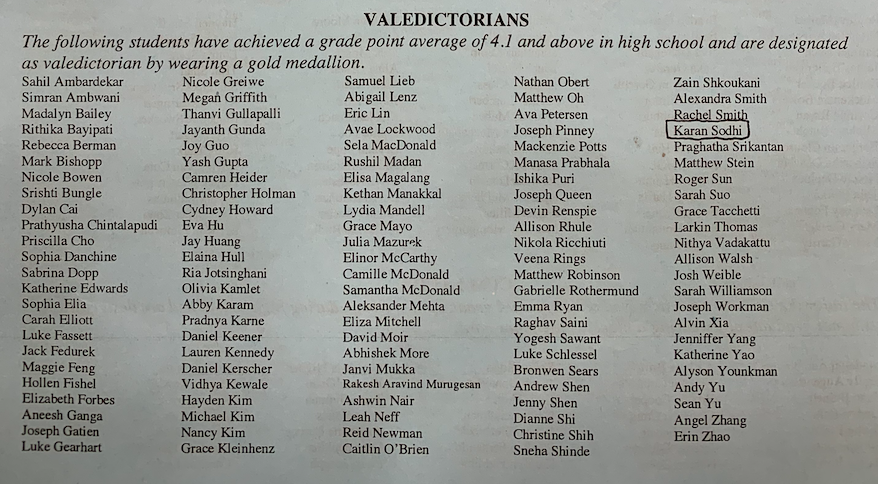 VALEDICTORIANS
The following students have achieved a grade point average of 4.1 and above in high school and are designated
as valedictorian by wearing a gold medallion.
Sahil Ambardekar
Simran Ambwani
Madalyn Bailey
Rithika Bayipati
Rebecca Berman
Mark Bishopp
Nicole Bowen
Srishti Bungle
Dylan Cai
Prathyusha Chintalapudi
Priscilla Cho
Sophia Danchine
Sabrina Dopp
Katherine Edwards
Sophia Elia
Carah Elliott
Luke Fassett
Jack Fedurek
Maggie Feng
Hollen Fishel
Elizabeth Forbes
Aneesh Ganga
Joseph Gatien
Luke Gearhart
Nicole Greiwe
Megan Griffith
Thanvi Gullapalli
Jayanth Gunda
Joy Guo
Yash Gupta
Camren Heider
Christopher Holman
Cydney Howard
Eva Hu
Jay Huang
Elaina Hull
Ria Jotsinghani
Olivia Kamlet
Abby Karam
Pradnya Karne
Daniel Keener
Lauren Kennedy
Daniel Kerscher
Vidhya Kewale
Hayden Kim
Michael Kim
Nancy Kim
Grace Kleinhenz
Samuel Lieb
Abigail Lenz
Eric Lin
Avae Lockwood
Sela MacDonald
Rushil Madan
Elisa Magalang
Kethan Manakkal
Lydia Mandell
Grace Mayo
Julia Mazurek
Elinor McCarthy
Camille McDonald
Samantha McDonald
Aleksander Mehta
Eliza Mitchell
David Moir
Abhishek More
Janvi Mukka
Rakesh Aravind Murugesan
Ashwin Nair
Leah Neff
Reid Newman
Caitlin O'Brien
Nathan Obert
Matthew Oh
Ava Petersen
Joseph Pinney
Mackenzie Potts
Manasa Prabhala
Ishika Puri
Joseph Queen
Devin Renspie
Allison Rhule
Nikola Ricchiuti
Veena Rings
Matthew Robinson
Gabrielle Rothermund
Emma Ryan
Raghav Saini
Yogesh Sawant
Luke Schlessel
Bronwen Sears
Andrew Shen
Jenny Shen
Dianne Shi
Christine Shih
Sneha Shinde
Zain Shkoukani
Alexandra Smith
Rachel Smith
Karan Sodhi
Praghatha Srikantan
Matthew Stein
Roger Sun
Sarah Suo
Grace Tacchetti
Larkin Thomas
Nithya Vadakattu
Allison Walsh
Josh Weible
Sarah Williamson
Joseph Workman
Alvin Xia
Jenniffer Yang
Katherine Yao
Alyson Younkman
Andy Yu
Sean Yu
Angel Zhang
Erin Zhao